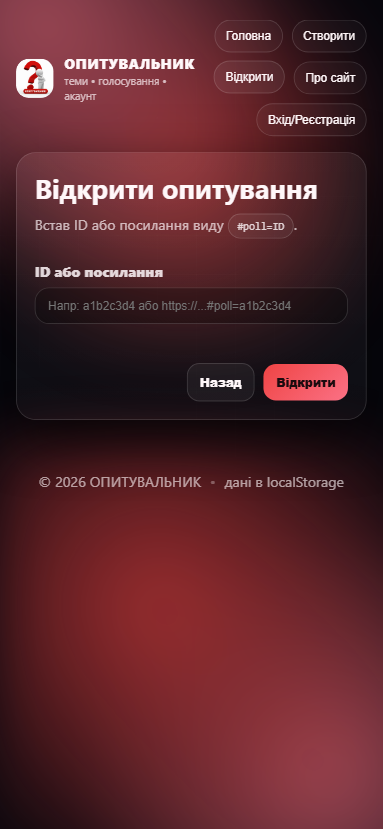 Головна
Створити
ОПИТУВАЛЬНИК
теми • голосування •
акаунт
Відкрити
Про сайт
Вхід/Реєстрація
Відкрити опитування
Встав ID або посилання виду #poll=ID.
ID або посилання
Напр: a1b2c3d4 або https://...#poll=a1b2c3d4
Назад
Відкрити
© 2026 ОПИТУВАЛЬНИК • дані в localStorage